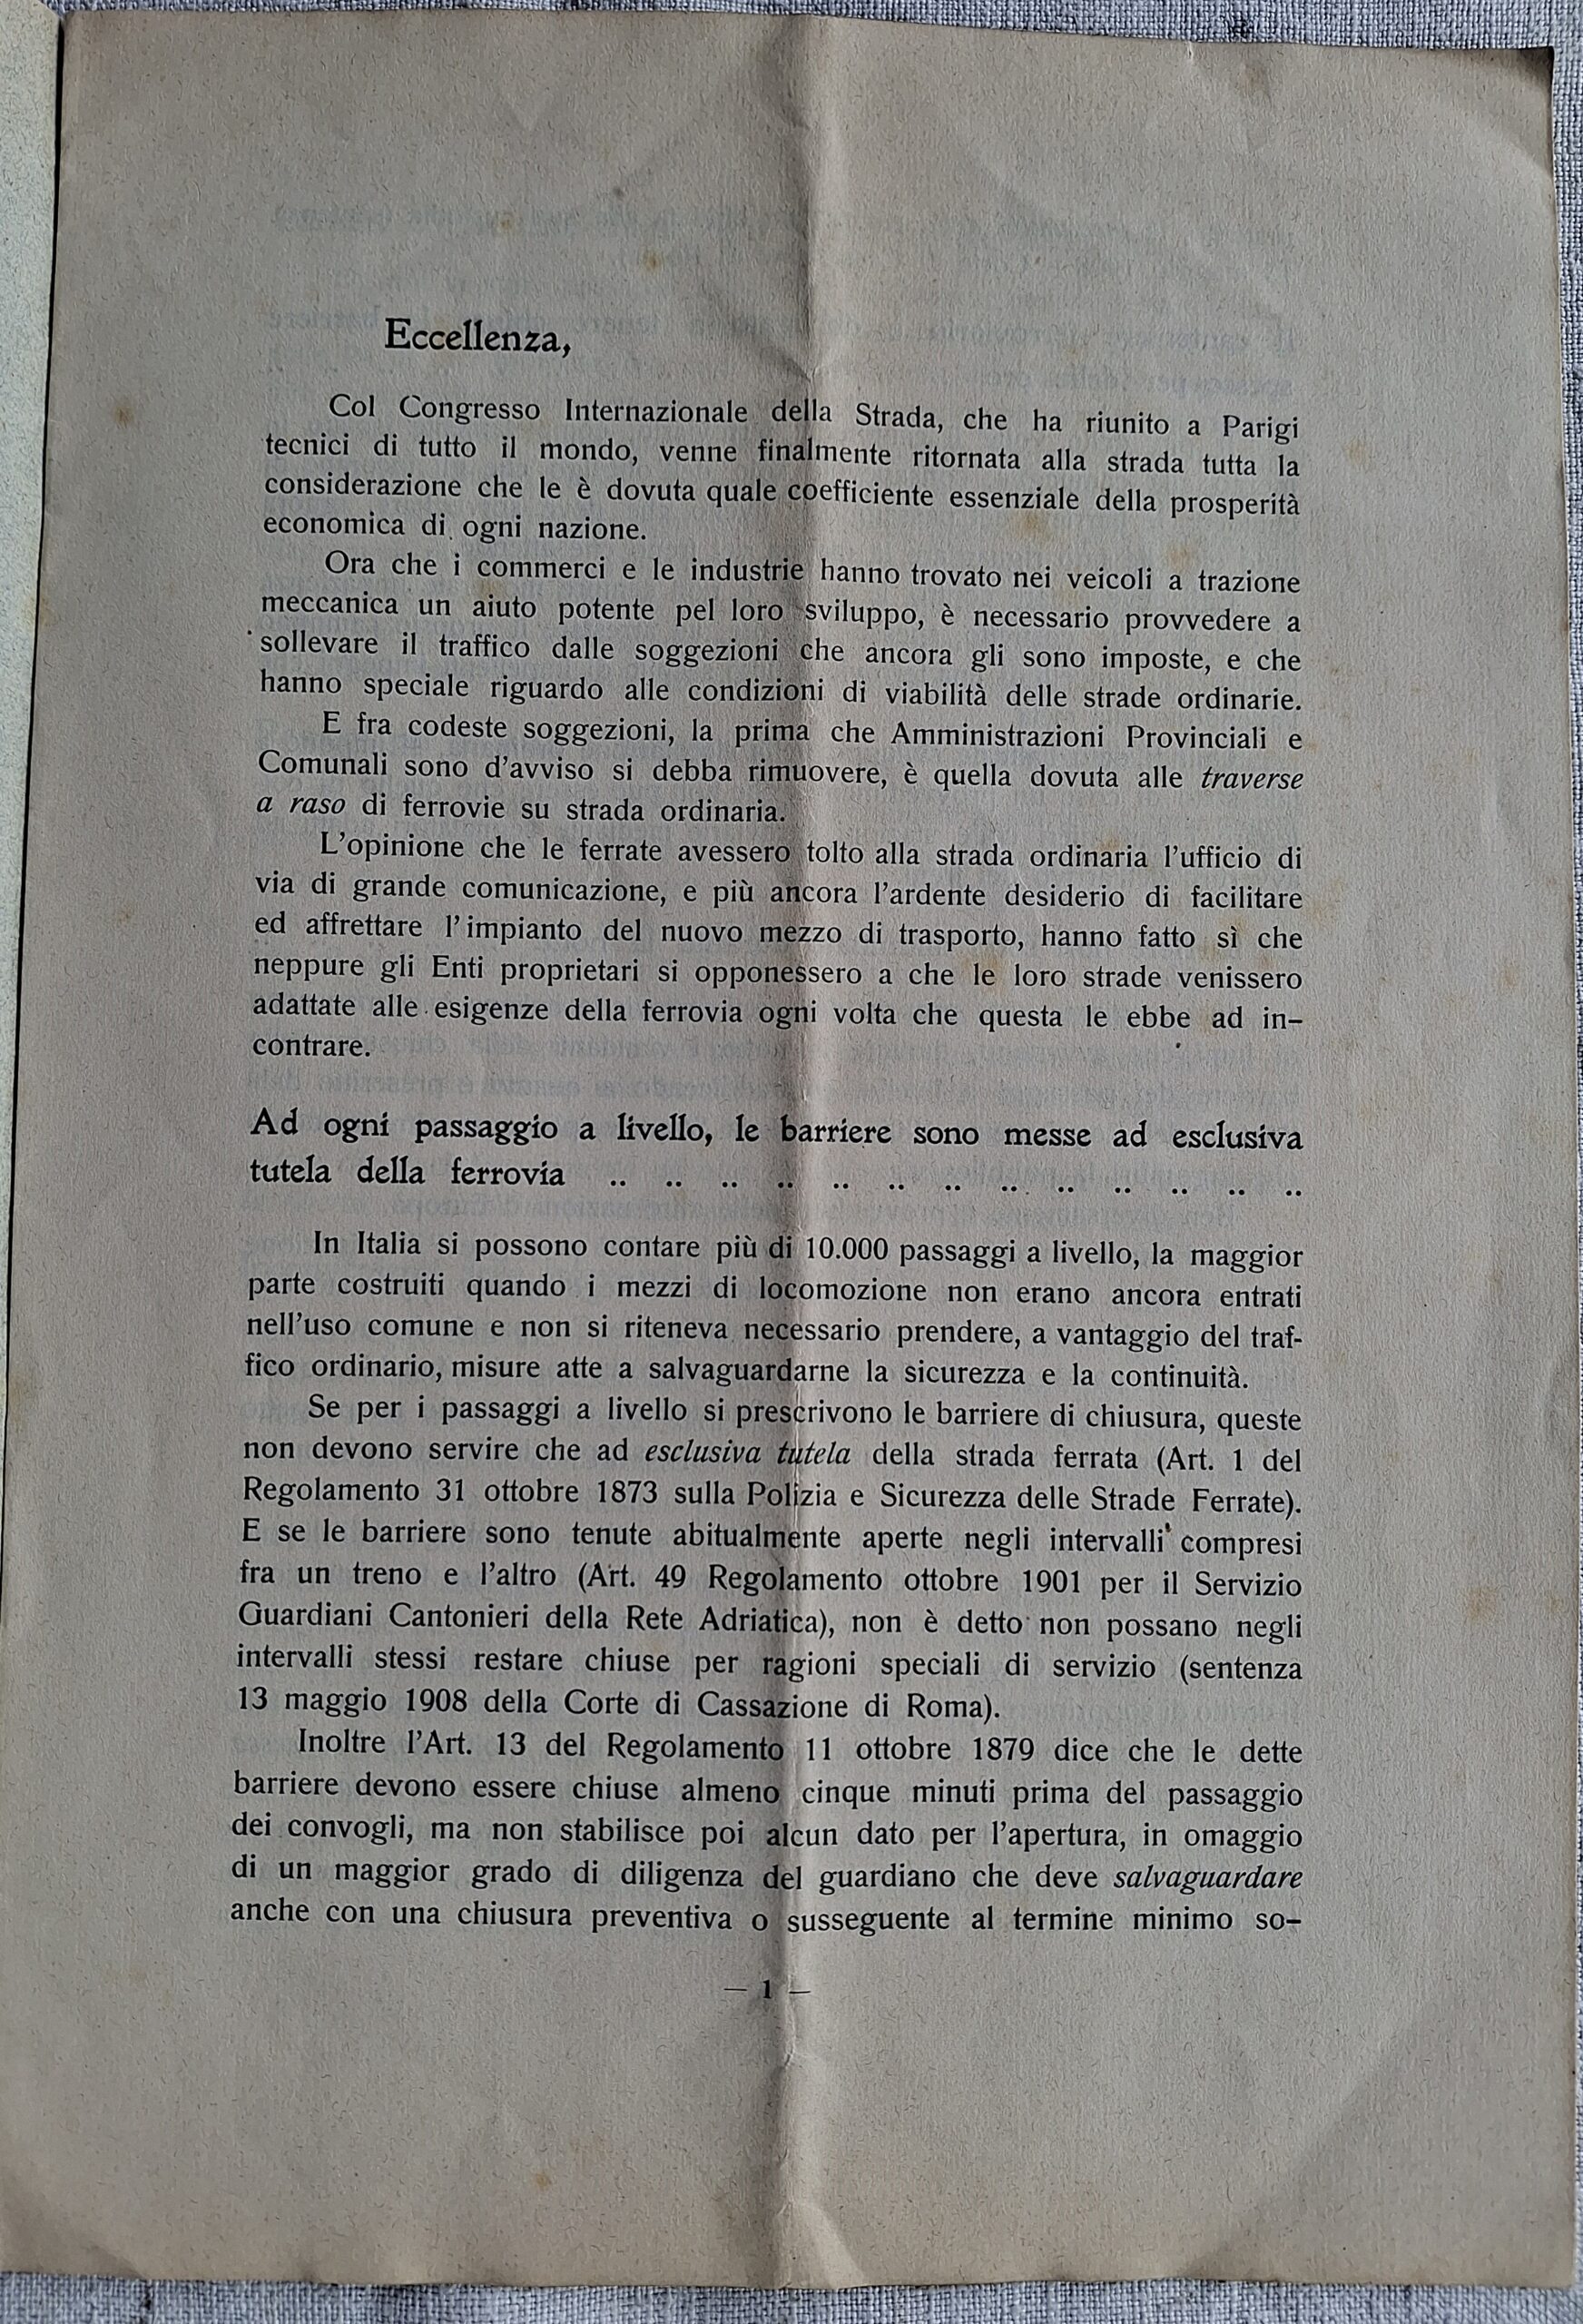 Eccellenza,
Col Congresso Internazionale della Strada, che ha riunito a Parigi
tecnici di tutto il mondo, venne finalmente ritornata alla strada tutta la
considerazione che le è dovuta quale coefficiente essenziale della prosperità
economica di ogni nazione.
Ora che i commerci e le industrie hanno trovato nei veicoli a trazione
meccanica un aiuto potente pel loro sviluppo, è necessario provvedere a
sollevare il traffico dalle soggezioni che ancora gli sono imposte, e che
hanno speciale riguardo alle condizioni di viabilità delle strade ordinarie.
E fra codeste soggezioni, la prima che Amministrazioni Provinciali e
Comunali sono d'avviso si debba rimuovere, è quella dovuta alle traverse
a raso di ferrovie su strada ordinaria.
L'opinione che le ferrate avessero tolto alla strada ordinaria l'ufficio di
via di grande comunicazione, e più ancora l'ardente desiderio di facilitare
ed affrettare l'impianto del nuovo mezzo di trasporto, hanno fatto sì che
neppure gli Enti proprietari si opponessero a che le loro strade venissero
adattate alle esigenze della ferrovia ogni volta che questa le ebbe ad in-
contrare.
Ad ogni passaggio a livello, le barriere sono messe ad esclusiva
tutela della ferrovia .. .. .. .. .. .. .. .. .. .. .. .. ..
In Italia si possono contare più di 10.000 passaggi a livello, la maggior
parte costruiti quando i mezzi di locomozione non erano ancora entrati
nell'uso comune e non si riteneva necessario prendere, a vantaggio del traf-
fico ordinario, misure atte a salvaguardarne la sicurezza e la continuità.
Se per i passaggi a livello si prescrivono le barriere di chiusura, queste
non devono servire che ad esclusiva tutela della strada ferrata (Art. 1 del
Regolamento 31 ottobre 1873 sulla Polizia e Sicurezza delle Strade Ferrate).
E se le barriere sono tenute abitualmente aperte negli intervalli compresi
fra un treno e l'altro (Art. 49 Regolamento ottobre 1901 per il Servizio
Guardiani Cantonieri della Rete Adriatica), non è detto non possano negli
intervalli stessi restare chiuse per ragioni speciali di servizio (sentenza
13 maggio 1908 della Corte di Cassazione di Roma).
Inoltre l'Art. 13 del Regolamento 11 ottobre 1879 dice che le dette
barriere devono essere chiuse almeno cinque minuti prima del passaggio
dei convogli, ma non stabilisce poi alcun dato per l'apertura, in omaggio
di un maggior grado di diligenza del guardiano che deve salvaguardare
anche con una chiusura preventiva o susseguente al termine minimo so-
— 1 —